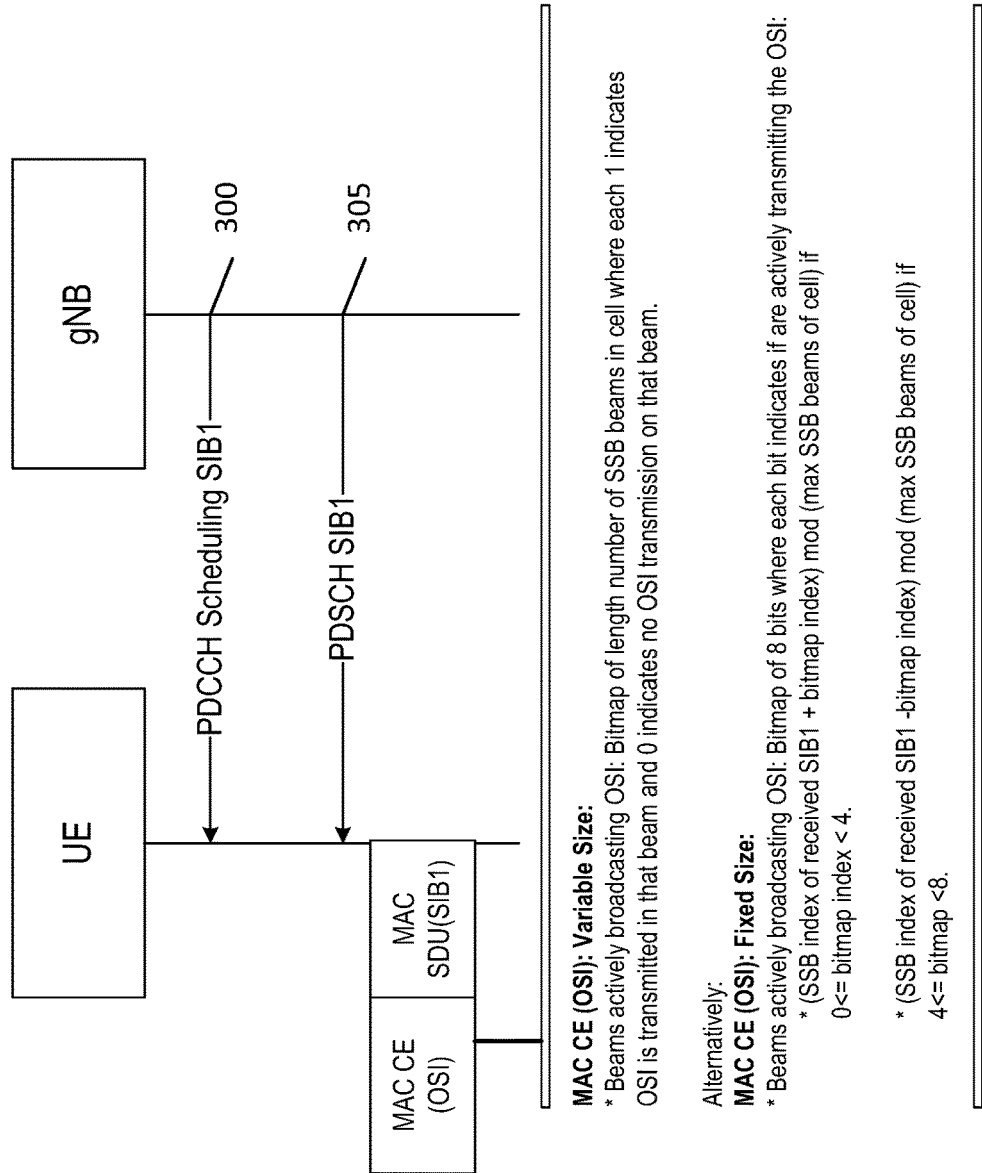 UE
gNB
PDCCH Scheduling SIB1
300
PDSCH SIB1
305
MAC CE
(OSI)
MAC
SDU(SIB1)
MAC CE (OSI): Variable Size:
* Beams actively broadcasting OSI: Bitmap of length number of SSB beams in cell where each 1 indicates
OSI is transmitted in that beam and 0 indicates no OSI transmission on that beam.
Alternatively:
MAC CE (OSI): Fixed Size:
* Beams actively broadcasting OSI: Bitmap of 8 bits where each bit indicates if are actively transmitting the OSI:
* (SSB index of received SIB1 + bitmap index) mod (max SSB beams of cell) if
0<= bitmap index < 4.
* (SSB index of received SIB1 -bitmap index) mod (max SSB beams of cell) if
4<= bitmap <8.